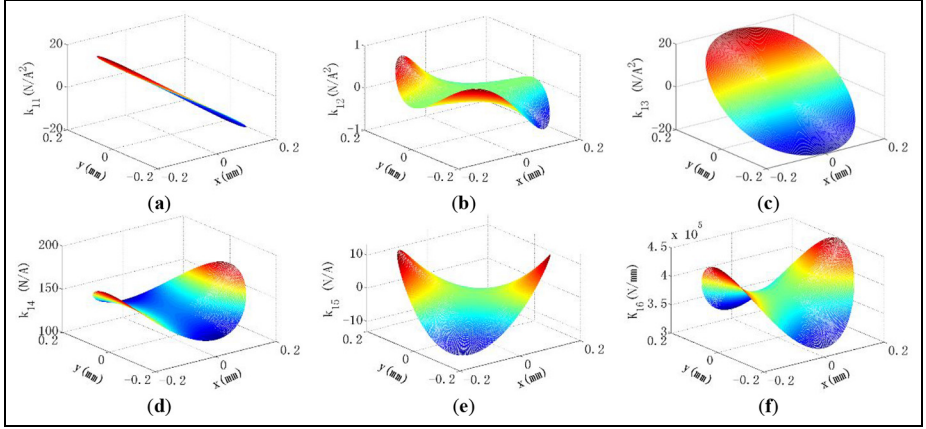 k11(N/A2)
20
0
-20
0.2
0
-0.2
-0.2
0
0.2
y(mm)
x(mm)
(a)
k12(N/A2)
1
0
-1
0.2
0
-0.2
-0.2
0
0.2
y(mm)
x(mm)
(b)
k13 (N/A2)
20
0
-20
0.2
0
-0.2
-0.2
0
0.2
y(mm)
x(mm)
(c)
k14 (N/A)
200
150
100
0.2
0
-0.2
-0.2
0
0.2
y(mm)
x(mm)
(d)
k15 (N/A)
10
0
-10
0.2
0
-0.2
-0.2
0
0.2
y(mm)
x(mm)
(e)
x 10^5
K16(N/mm)
4.5
4
3.5
3
0.2
0
-0.2
-0.2
0
0.2
y(mm)
x(mm)
(f)